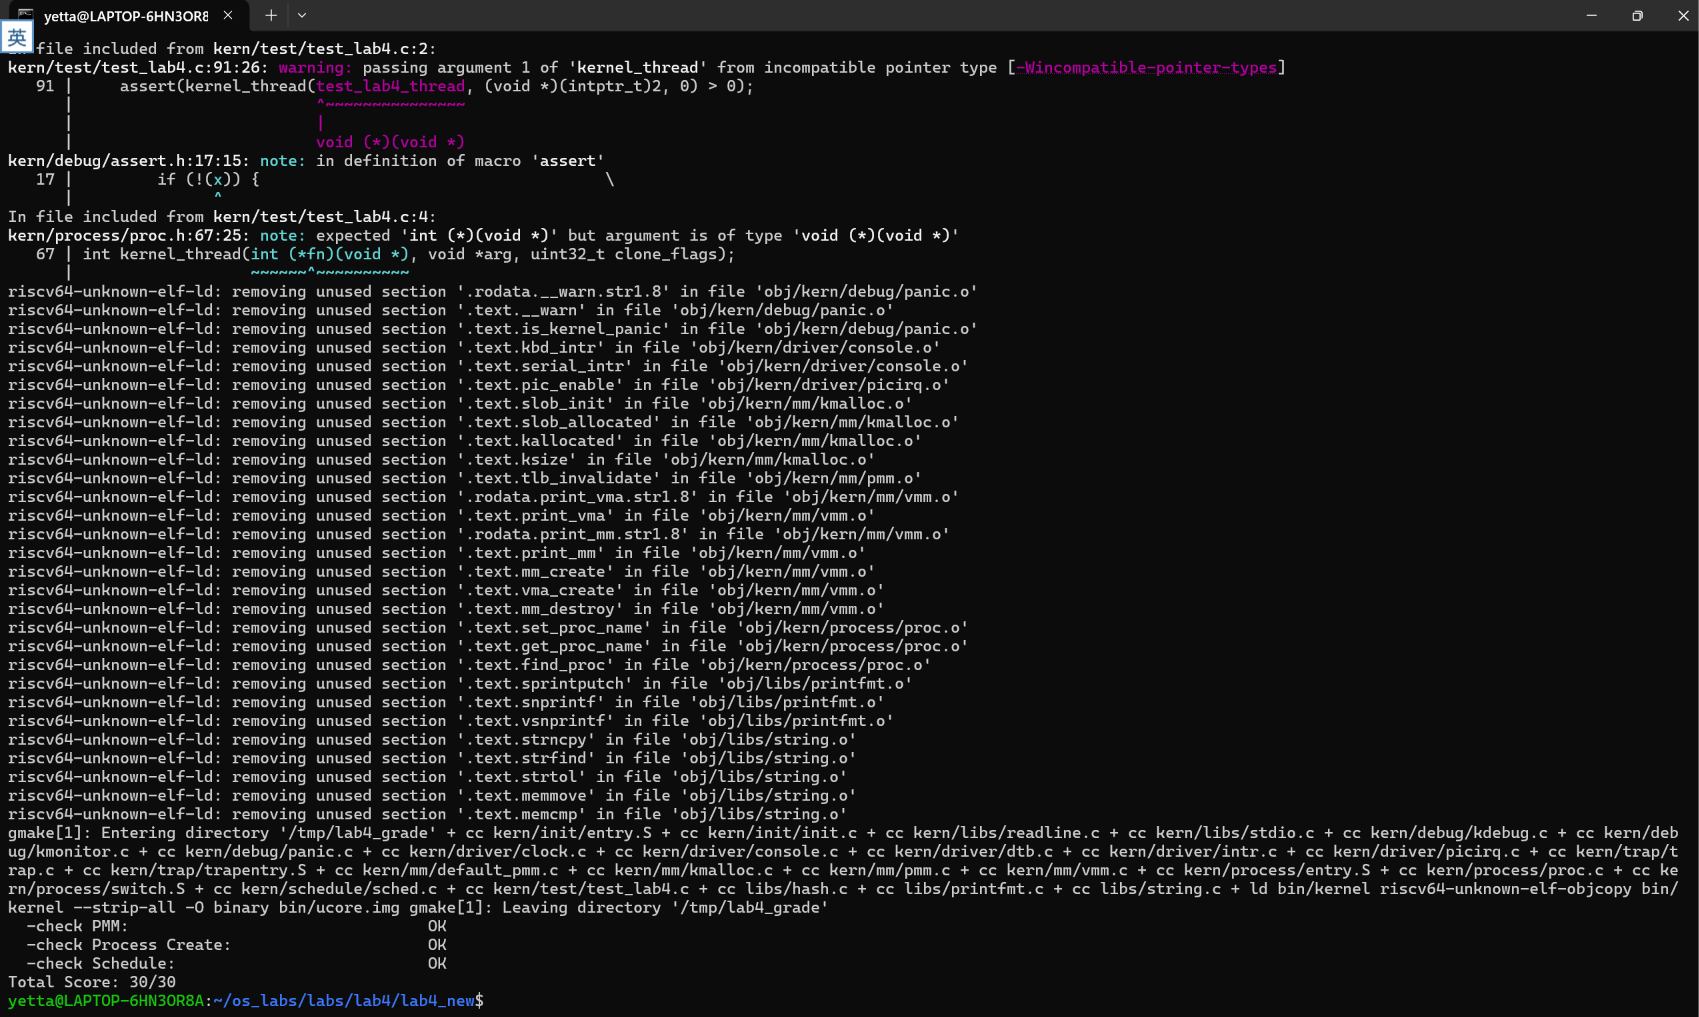 yetta@LAPTOP-6HN3OR8
英
file included from kern/test/test_lab4.c:2:
kern/test/test_lab4.c:91:26: warning: passing argument 1 of 'kernel_thread' from incompatible pointer type [-Wincompatible-pointer-types]
   91 |     assert(kernel_thread(test_lab4_thread, (void *)(intptr_t)2, 0) > 0);
      |                          ^~~~~~~~~~~~~~~~
      |                          |
      |                          void (*)(void *)
kern/debug/assert.h:17:15: note: in definition of macro 'assert'
   17 |         if (!(x)) {                                     \
      |               ^
In file included from kern/test/test_lab4.c:4:
kern/process/proc.h:67:25: note: expected 'int (*)(void *)' but argument is of type 'void (*)(void *)'
   67 | int kernel_thread(int (*fn)(void *), void *arg, uint32_t clone_flags);
      |                   ~~~~~~^~~~~~~~~~~
riscv64-unknown-elf-ld: removing unused section '.rodata.__warn.str1.8' in file 'obj/kern/debug/panic.o'
riscv64-unknown-elf-ld: removing unused section '.text.__warn' in file 'obj/kern/debug/panic.o'
riscv64-unknown-elf-ld: removing unused section '.text.is_kernel_panic' in file 'obj/kern/debug/panic.o'
riscv64-unknown-elf-ld: removing unused section '.text.kbd_intr' in file 'obj/kern/driver/console.o'
riscv64-unknown-elf-ld: removing unused section '.text.serial_intr' in file 'obj/kern/driver/console.o'
riscv64-unknown-elf-ld: removing unused section '.text.pic_enable' in file 'obj/kern/driver/picirq.o'
riscv64-unknown-elf-ld: removing unused section '.text.slob_init' in file 'obj/kern/mm/kmalloc.o'
riscv64-unknown-elf-ld: removing unused section '.text.slob_allocated' in file 'obj/kern/mm/kmalloc.o'
riscv64-unknown-elf-ld: removing unused section '.text.kallocated' in file 'obj/kern/mm/kmalloc.o'
riscv64-unknown-elf-ld: removing unused section '.text.ksize' in file 'obj/kern/mm/kmalloc.o'
riscv64-unknown-elf-ld: removing unused section '.text.tlb_invalidate' in file 'obj/kern/mm/pmm.o'
riscv64-unknown-elf-ld: removing unused section '.rodata.print_vma.str1.8' in file 'obj/kern/mm/vmm.o'
riscv64-unknown-elf-ld: removing unused section '.text.print_vma' in file 'obj/kern/mm/vmm.o'
riscv64-unknown-elf-ld: removing unused section '.rodata.print_mm.str1.8' in file 'obj/kern/mm/vmm.o'
riscv64-unknown-elf-ld: removing unused section '.text.print_mm' in file 'obj/kern/mm/vmm.o'
riscv64-unknown-elf-ld: removing unused section '.text.mm_create' in file 'obj/kern/mm/vmm.o'
riscv64-unknown-elf-ld: removing unused section '.text.vma_create' in file 'obj/kern/mm/vmm.o'
riscv64-unknown-elf-ld: removing unused section '.text.mm_destroy' in file 'obj/kern/mm/vmm.o'
riscv64-unknown-elf-ld: removing unused section '.text.set_proc_name' in file 'obj/kern/process/proc.o'
riscv64-unknown-elf-ld: removing unused section '.text.get_proc_name' in file 'obj/kern/process/proc.o'
riscv64-unknown-elf-ld: removing unused section '.text.find_proc' in file 'obj/kern/process/proc.o'
riscv64-unknown-elf-ld: removing unused section '.text.sprintputch' in file 'obj/libs/printfmt.o'
riscv64-unknown-elf-ld: removing unused section '.text.snprintf' in file 'obj/libs/printfmt.o'
riscv64-unknown-elf-ld: removing unused section '.text.vsnprintf' in file 'obj/libs/printfmt.o'
riscv64-unknown-elf-ld: removing unused section '.text.strncpy' in file 'obj/libs/string.o'
riscv64-unknown-elf-ld: removing unused section '.text.strfind' in file 'obj/libs/string.o'
riscv64-unknown-elf-ld: removing unused section '.text.strtol' in file 'obj/libs/string.o'
riscv64-unknown-elf-ld: removing unused section '.text.memmove' in file 'obj/libs/string.o'
riscv64-unknown-elf-ld: removing unused section '.text.memcmp' in file 'obj/libs/string.o'
gmake[1]: Entering directory '/tmp/lab4_grade' + cc kern/init/entry.S + cc kern/init/init.c + cc kern/libs/readline.c + cc kern/libs/stdio.c + cc kern/debug/kdebug.c + cc kern/deb
ug/kmonitor.c + cc kern/debug/panic.c + cc kern/driver/clock.c + cc kern/driver/console.c + cc kern/driver/dtb.c + cc kern/driver/intr.c + cc kern/driver/picirq.c + cc kern/trap/t
rap.c + cc kern/trap/trapentry.S + cc kern/mm/default_pmm.c + cc kern/mm/kmalloc.c + cc kern/mm/pmm.c + cc kern/mm/vmm.c + cc kern/process/entry.S + cc kern/process/proc.c + cc ke
rn/process/switch.S + cc kern/schedule/sched.c + cc kern/test/test_lab4.c + cc libs/hash.c + cc libs/printfmt.c + cc libs/string.c + ld bin/kernel riscv64-unknown-elf-objcopy bin/
kernel --strip-all -O binary bin/ucore.img gmake[1]: Leaving directory '/tmp/lab4_grade'
  -check PMM:                                OK
  -check Process Create:                     OK
  -check Schedule:                           OK
Total Score: 30/30
yetta@LAPTOP-6HN3OR8A:~/os_labs/labs/lab4/lab4_new$